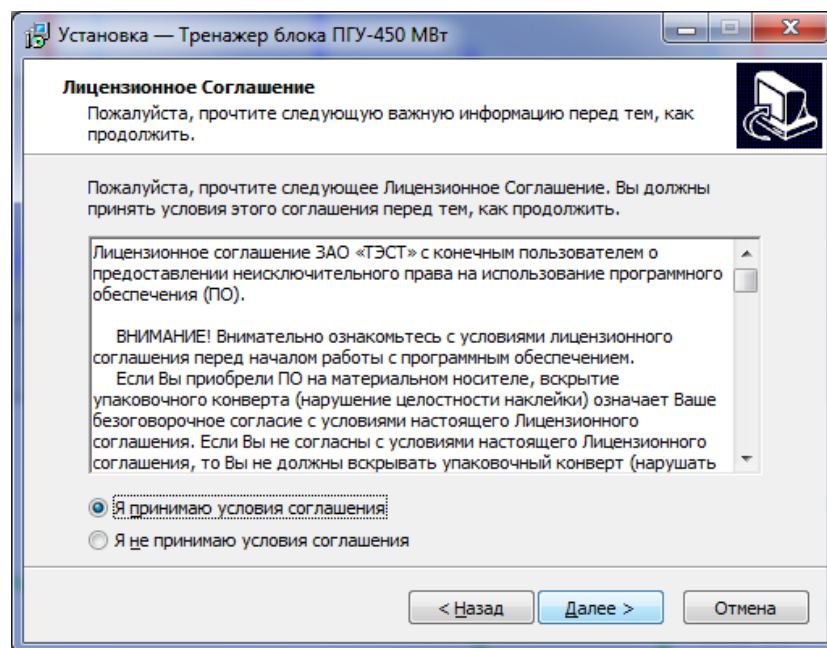 Установка — Тренажер блока ПГУ-450 МВт
Лицензионное Соглашение
Пожалуйста, прочтите следующую важную информацию перед тем, как
продолжить.
Пожалуйста, прочтите следующее Лицензионное Соглашение. Вы должны
принять условия этого соглашения перед тем, как продолжить.
Лицензионное соглашение ЗАО «ТЭСТ» с конечным пользователем о
предоставлении неисключительного права на использование программного
обеспечения (ПО).
ВНИМАНИЕ! Внимательно ознакомьтесь с условиями лицензионного
соглашения перед началом работы с программным обеспечением.
Если Вы приобрели ПО на материальном носителе, вскрытие
упаковочного конверта (нарушение целостности наклейки) означает Ваше
безоговорочное согласие с условиями настоящего Лицензионного
соглашения. Если Вы не согласны с условиями настоящего Лицензионного
соглашения, то Вы не должны вскрывать упаковочный конверт (нарушать
Я принимаю условия соглашения
Я не принимаю условия соглашения
< Назад Далее > Отмена